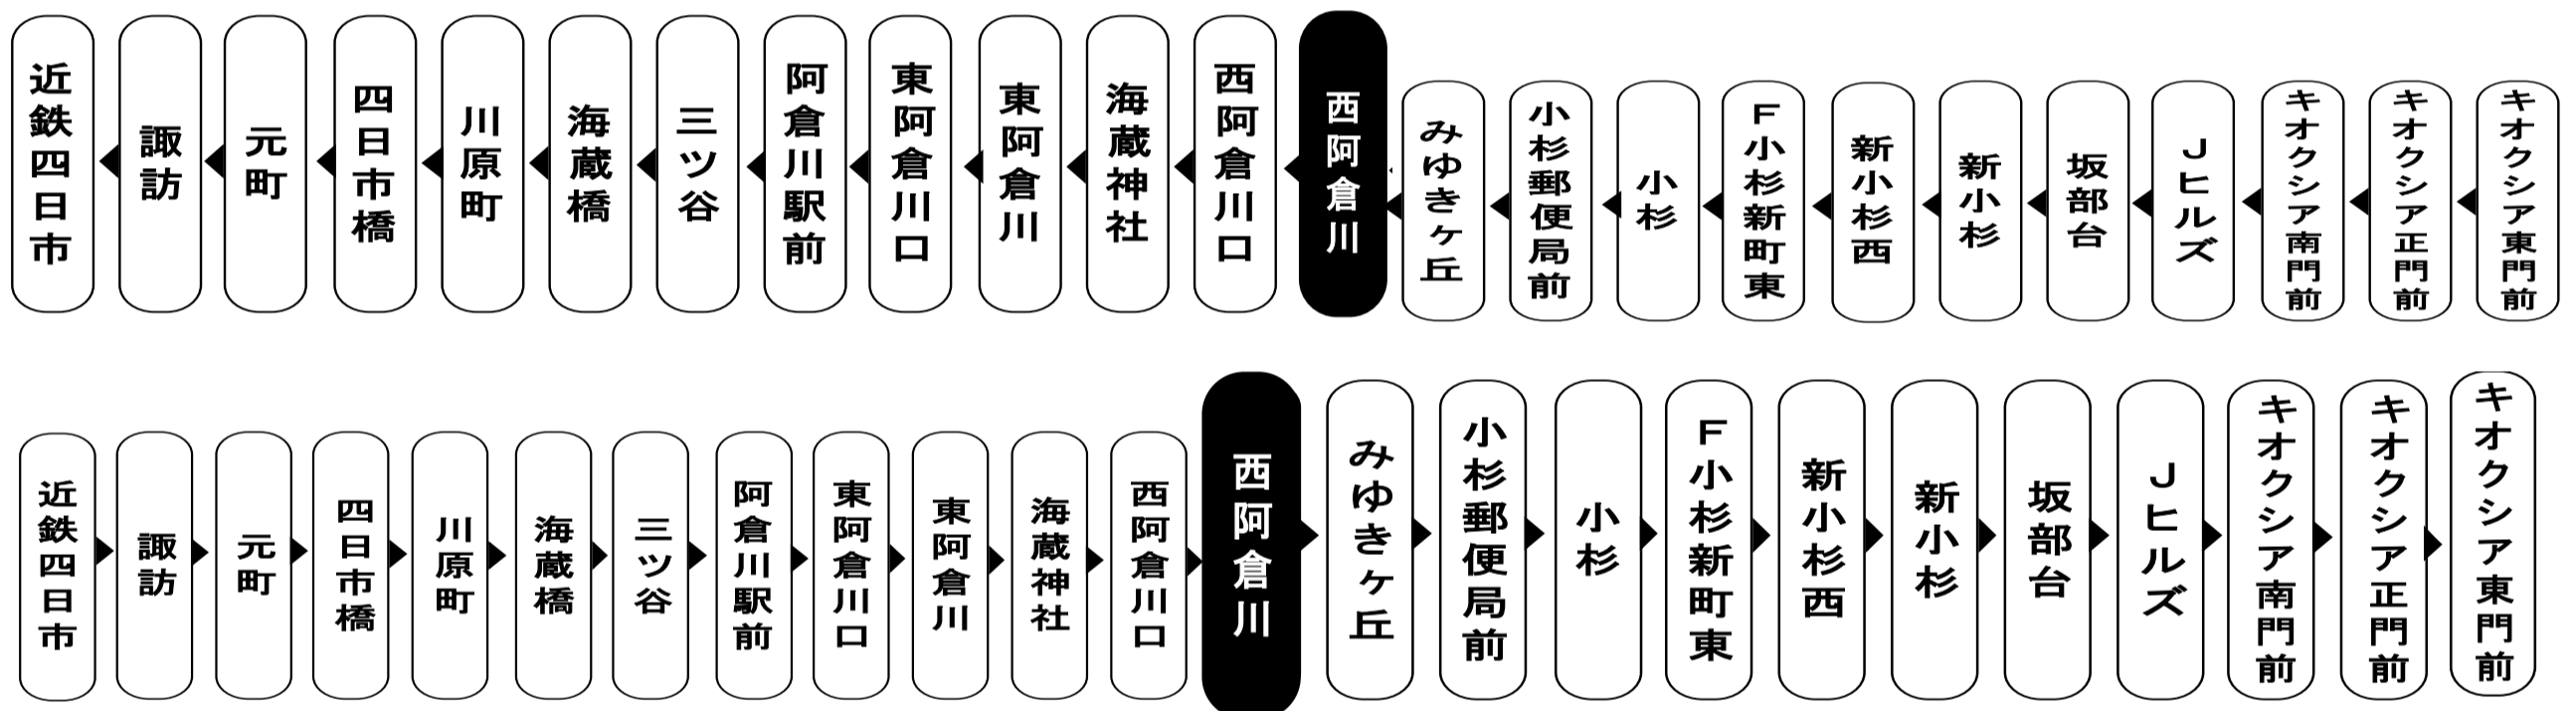 近鉄四日市
諏訪
元町
四日市橋
川原町
海蔵橋
三ツ谷
阿倉川駅前
東阿倉川口
東阿倉川
海蔵神社
西阿倉川口
西阿倉川
みゆきヶ丘
小杉郵便局前
小杉
F小杉新町東
新小杉西
新小杉
坂部台
Jヒルズ
キオクシア南門前
キオクシア正門前
キオクシア東門前
近鉄四日市
諏訪
元町
四日市橋
川原町
海蔵橋
三ツ谷
阿倉川駅前
東阿倉川口
東阿倉川
海蔵神社
西阿倉川口
西阿倉川
みゆきヶ丘
小杉郵便局前
小杉
F小杉新町東
新小杉西
新小杉
坂部台
Jヒルズ
キオクシア南門前
キオクシア正門前
キオクシア東門前